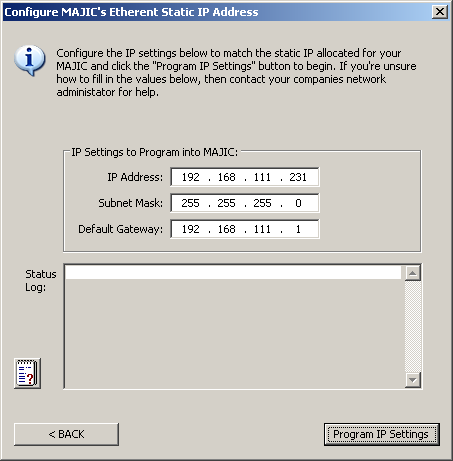 Configure MAJIC's Etherent Static IP Address
Configure the IP settings below to match the static IP allocated for your
MAJIC and click the "Program IP Settings" button to begin. If you're unsure
how to fill in the values below, then contact your companies network
administator for help.
IP Settings to Program into MAJIC:
IP Address: 192 . 168 . 111 . 231
Subnet Mask: 255 . 255 . 255 . 0
Default Gateway: 192 . 168 . 111 . 1
Status
Log:
< BACK
Program IP Settings